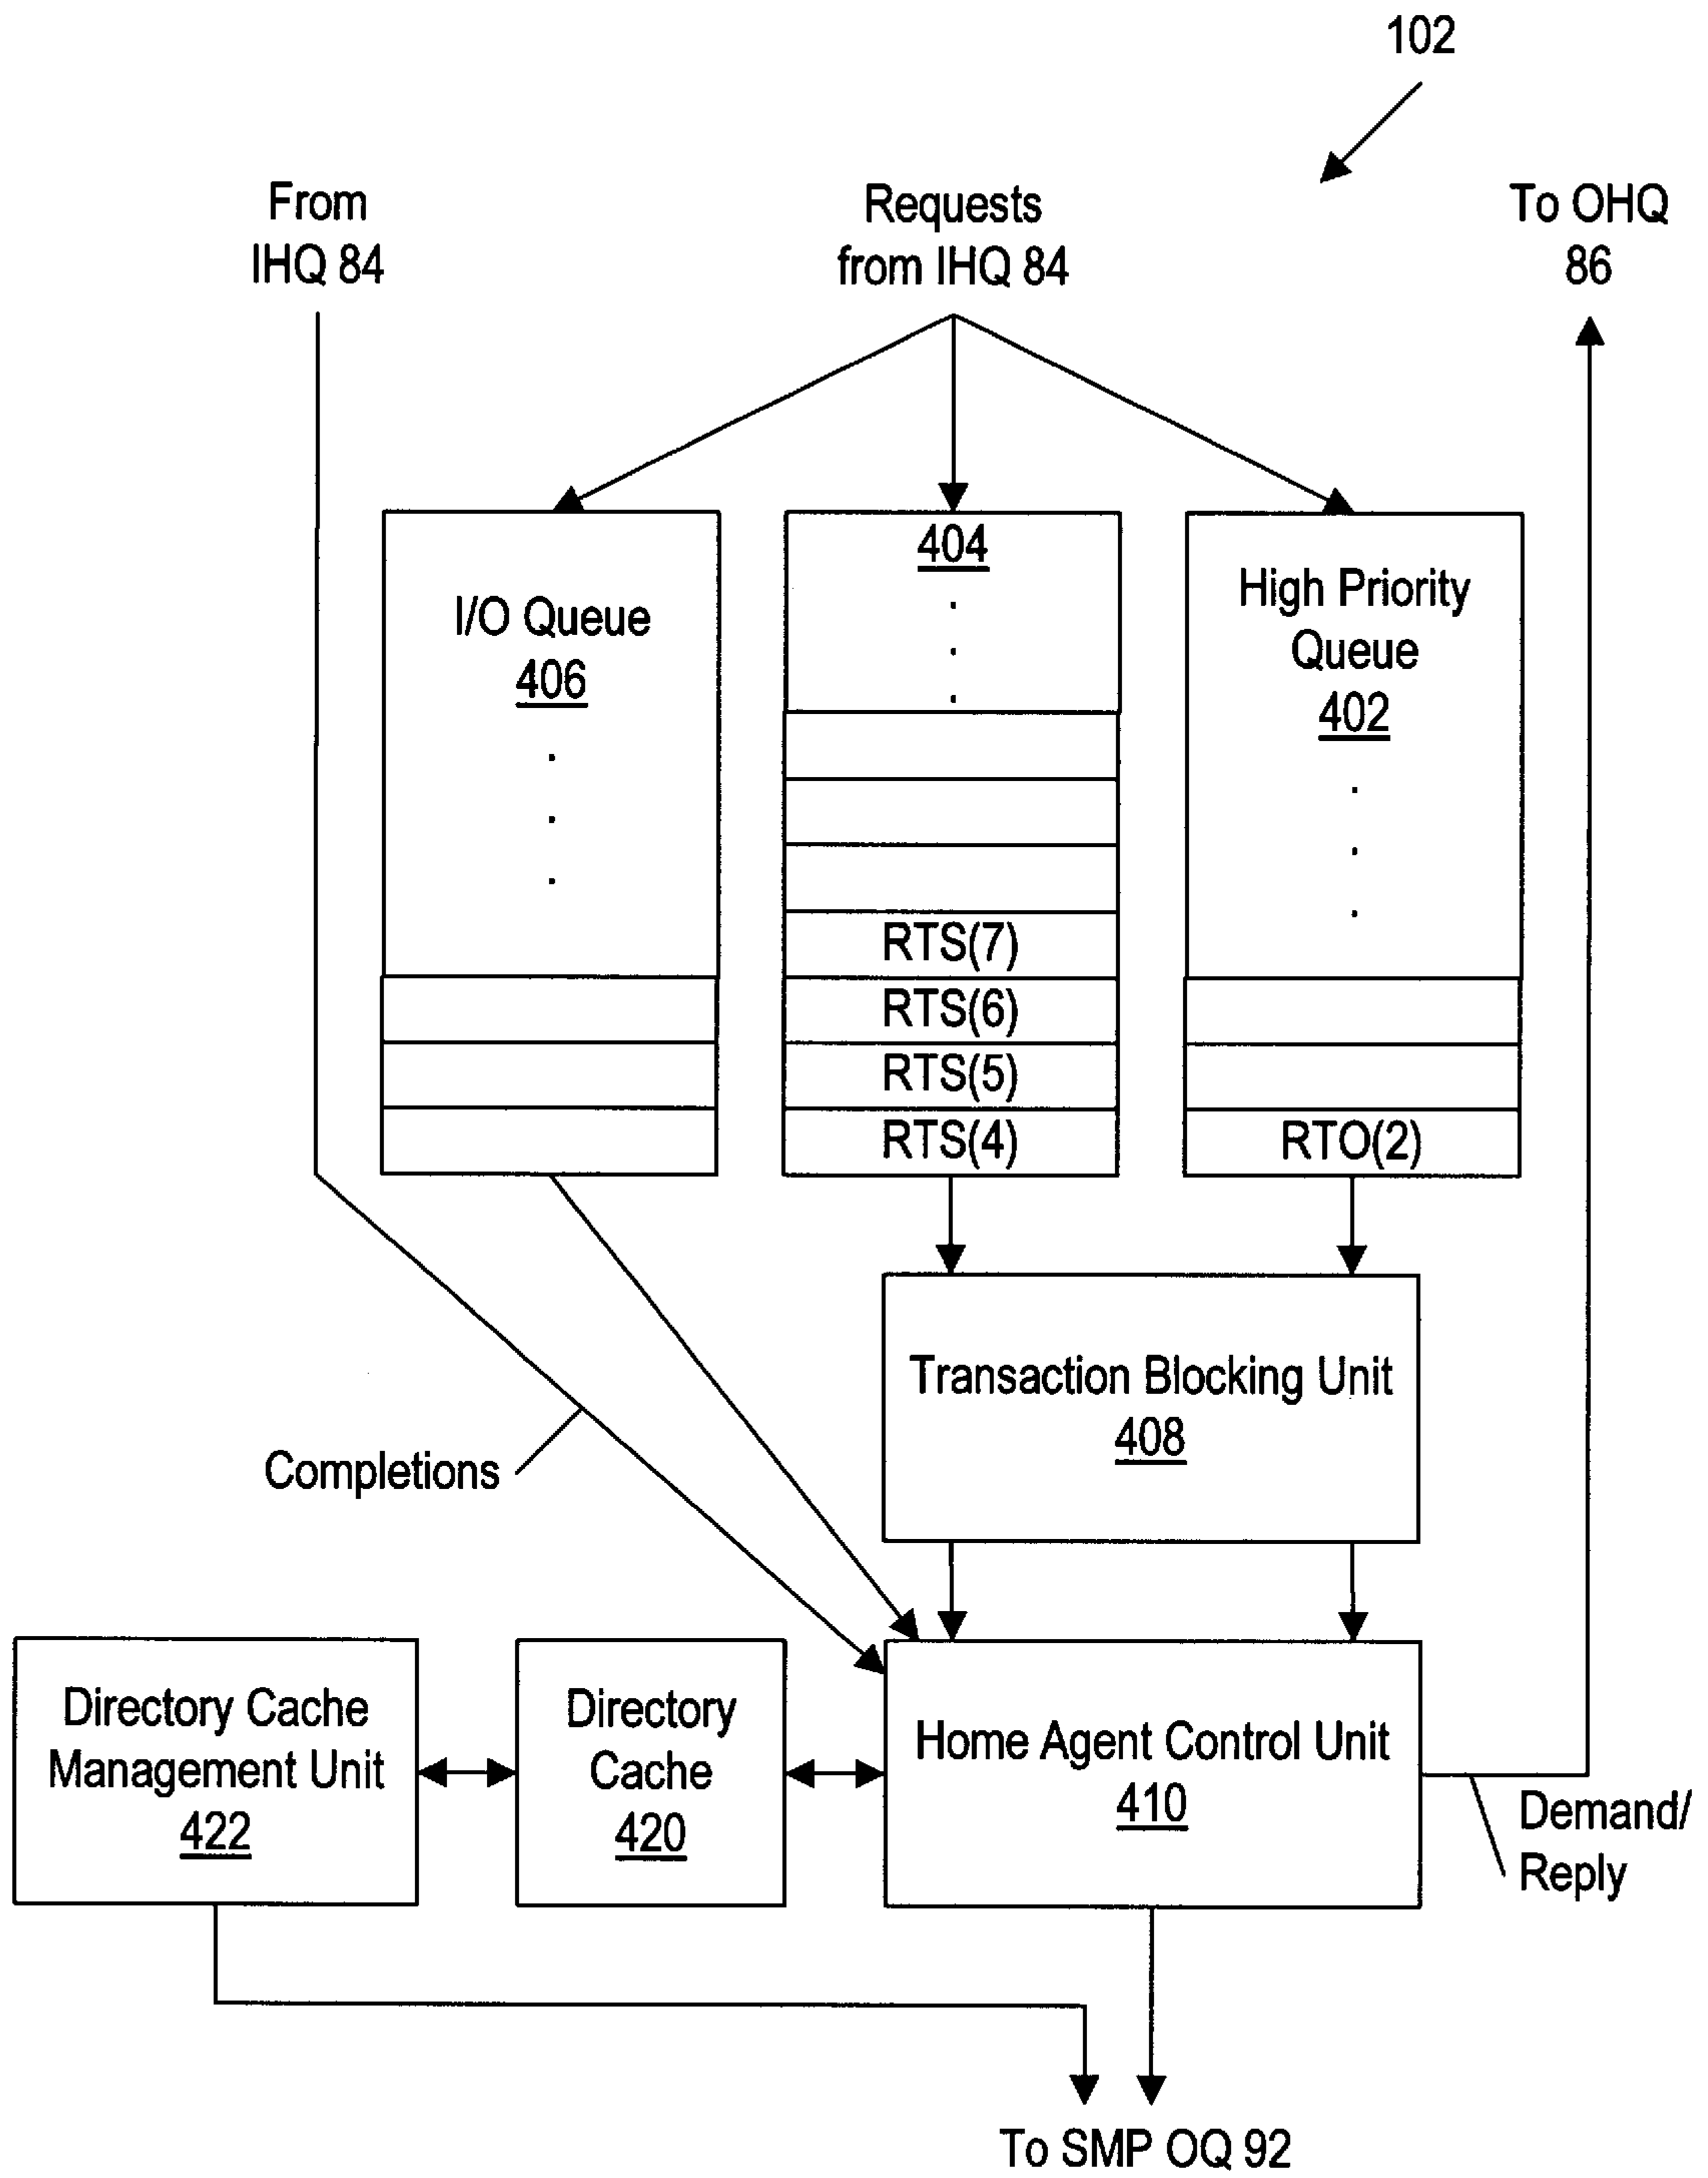 102
From
IHQ 84
Requests
from IHQ 84
To OHQ
86
I/O Queue
406
404
High Priority
Queue
402
RTS(7)
RTS(6)
RTS(5)
RTS(4)
RTO(2)
Transaction Blocking Unit
408
Completions
Directory Cache
Management Unit
422
Directory
Cache
420
Home Agent Control Unit
410
Demand/
Reply
To SMP OQ 92